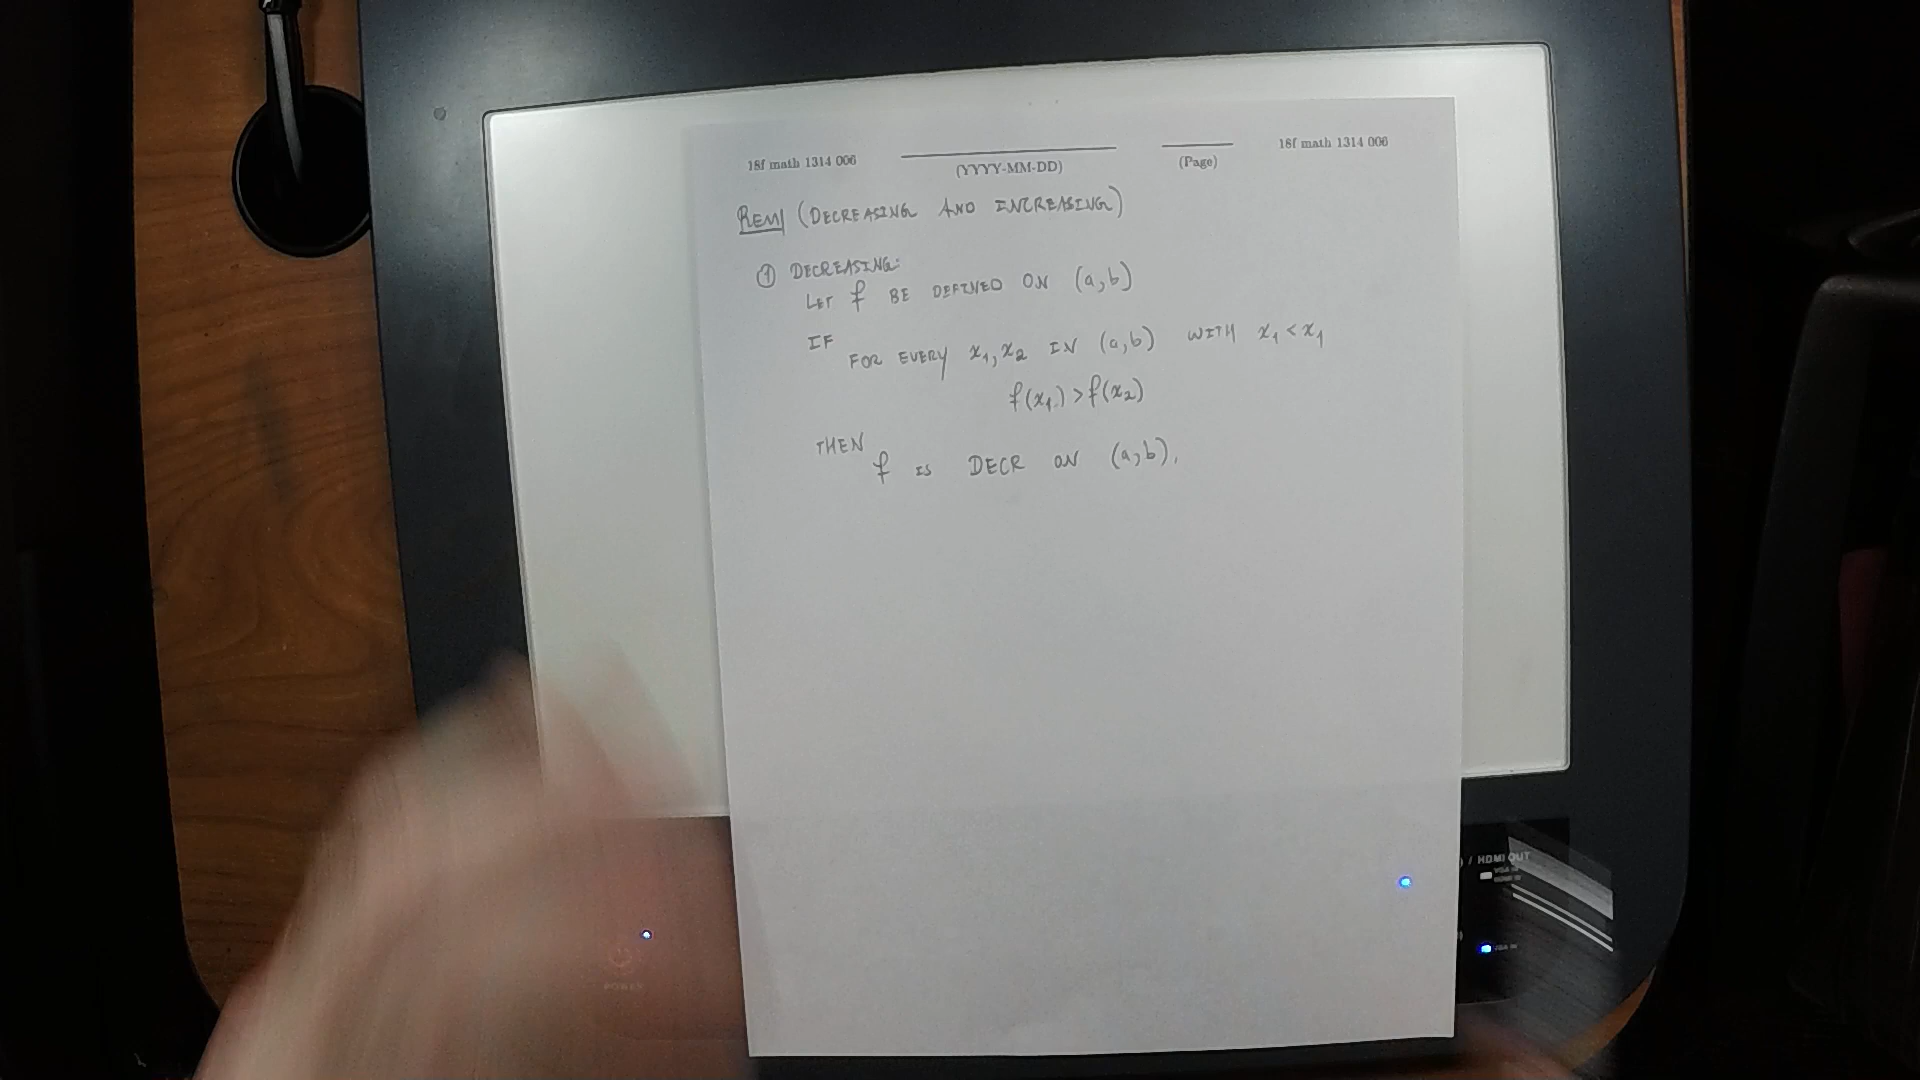 18f math 1314 006 (YYYY-MM-DD) (Page) 18f math 1314 006
REM (DECREASING AND INCREASING)
① DECREASING:
LET f BE DEFINED ON (a,b)
IF
FOR EVERY x₁,x₂ IN (a,b) WITH x₁<x₁
f(x₁)>f(x₂)
THEN
f IS DECR ON (a,b).
/ HDMI OUT
POWER